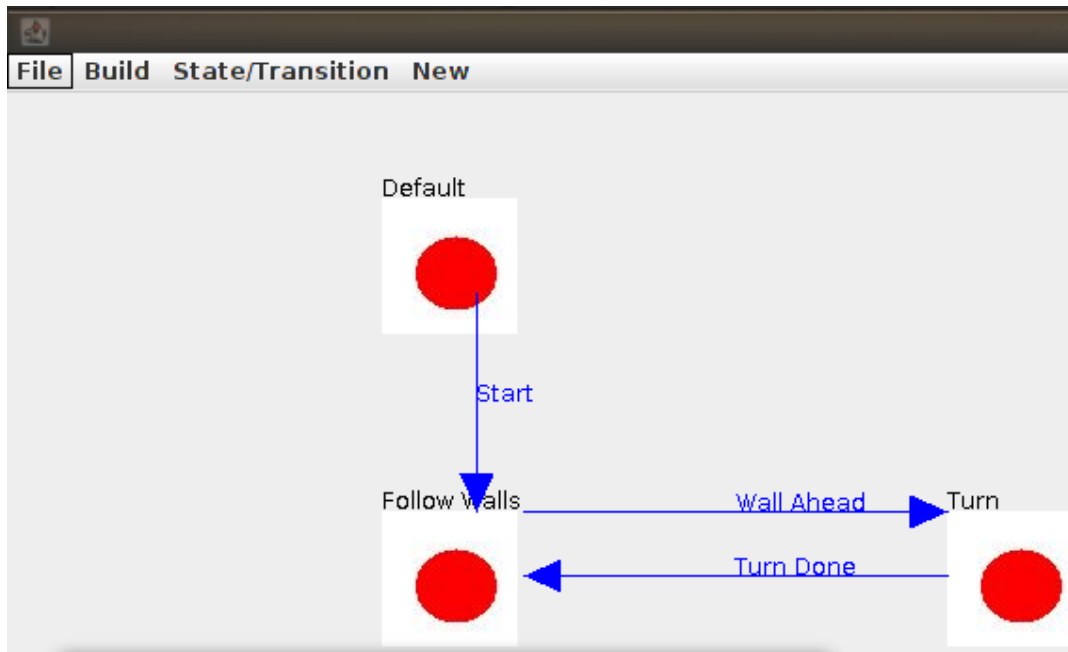 File Build State/Transition New
Default
Start
Follow Walls Wall Ahead Turn
Turn Done